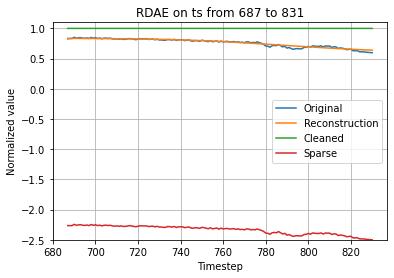 RDAE on ts from 687 to 831
Normalized value
1.0
0.5
0.0
−0.5
−1.0
−1.5
−2.0
−2.5
Original
Reconstruction
Cleaned
Sparse
680 700 720 740 760 780 800 820
Timestep